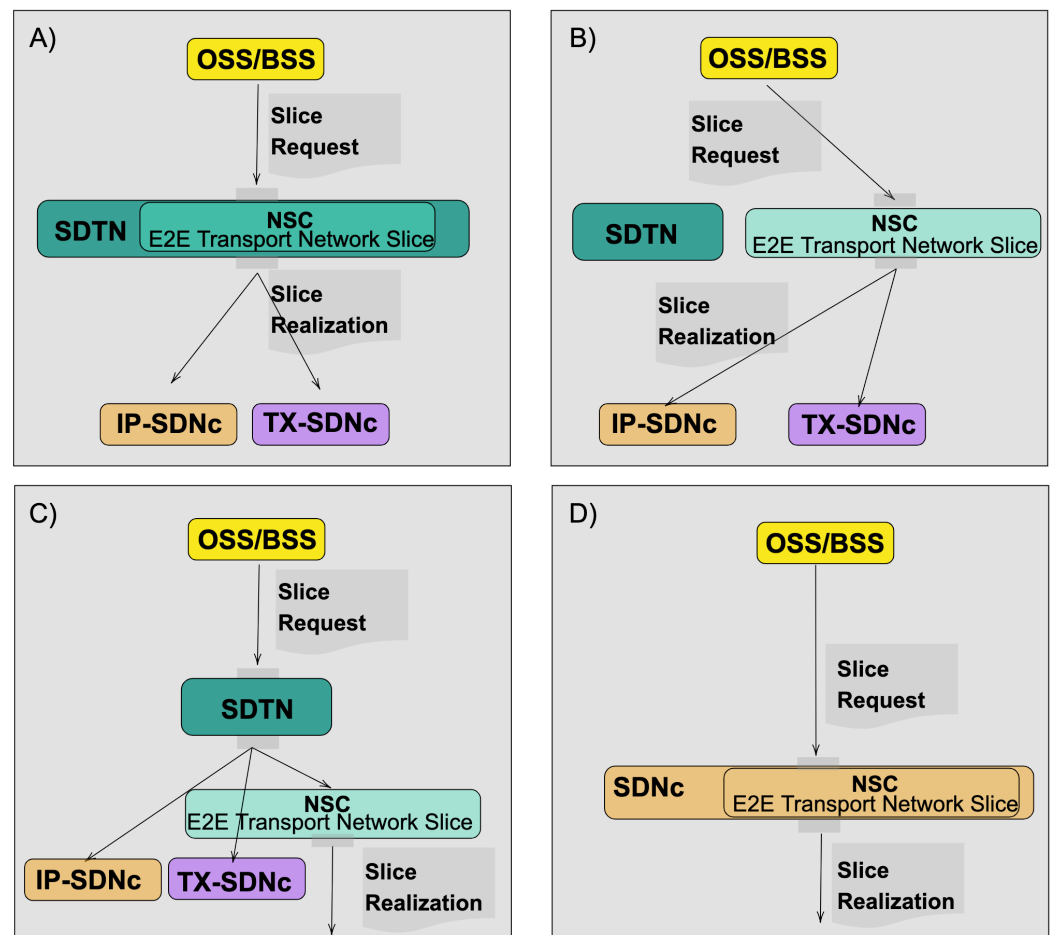 A)
OSS/BSS
Slice
Request
SDTN
NSC
E2E Transport Network Slice
Slice
Realization
IP-SDNc
TX-SDNc
B)
OSS/BSS
Slice
Request
SDTN
NSC
E2E Transport Network Slice
Slice
Realization
IP-SDNc
TX-SDNc
C)
OSS/BSS
Slice
Request
SDTN
NSC
E2E Transport Network Slice
IP-SDNc
TX-SDNc
Slice
Realization
D)
OSS/BSS
Slice
Request
SDNc
NSC
E2E Transport Network Slice
Slice
Realization